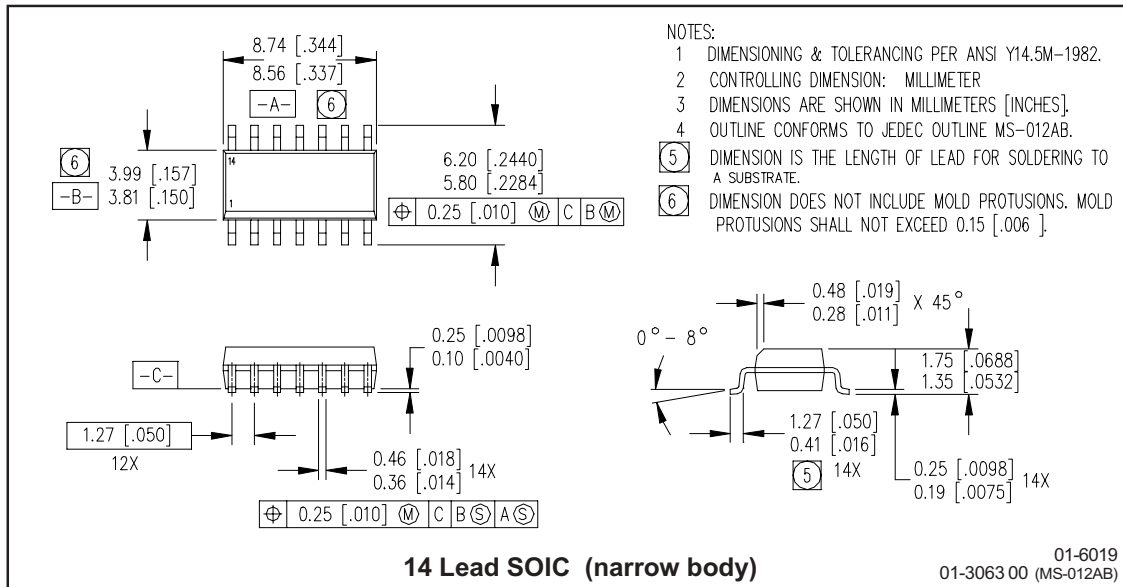 8.74 [.344]
8.56 [.337]
-A- 6
6 3.99 [.157]
-B- 3.81 [.150]
14
1
6.20 [.2440]
5.80 [.2284]
⌖ 0.25 [.010] Ⓜ C B Ⓜ
NOTES:
1 DIMENSIONING & TOLERANCING PER ANSI Y14.5M-1982.
2 CONTROLLING DIMENSION: MILLIMETER
3 DIMENSIONS ARE SHOWN IN MILLIMETERS [INCHES].
4 OUTLINE CONFORMS TO JEDEC OUTLINE MS-012AB.
5 DIMENSION IS THE LENGTH OF LEAD FOR SOLDERING TO
A SUBSTRATE.
6 DIMENSION DOES NOT INCLUDE MOLD PROTUSIONS. MOLD
PROTUSIONS SHALL NOT EXCEED 0.15 [.006 ].
-C-
0.25 [.0098]
0.10 [.0040]
1.27 [.050]
12X
0.46 [.018]
0.36 [.014] 14X
⌖ 0.25 [.010] Ⓜ C B Ⓢ A Ⓢ
0.48 [.019]
0.28 [.011] X 45°
0° - 8°
1.75 [.0688]
1.35 [.0532]
1.27 [.050]
0.41 [.016]
5 14X
0.25 [.0098]
0.19 [.0075] 14X
14 Lead SOIC (narrow body)
01-6019
01-3063 00 (MS-012AB)